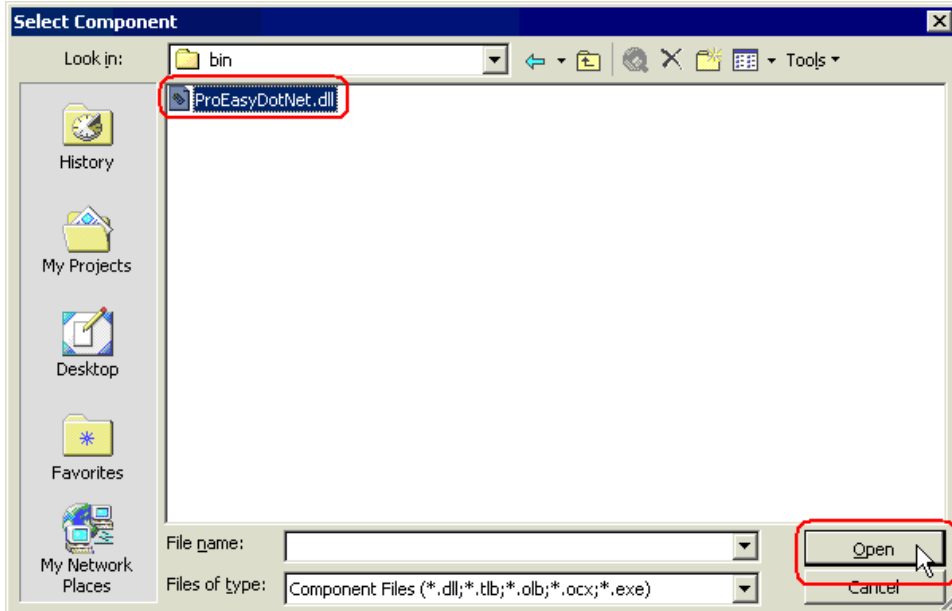 Select Component
Look in:
bin
Tools
ProEasyDotNet.dll
History
My Projects
Desktop
Favorites
My Network
Places
File name:
Open
Files of type:
Component Files (*.dll;*.tlb;*.olb;*.ocx;*.exe)
Cancel